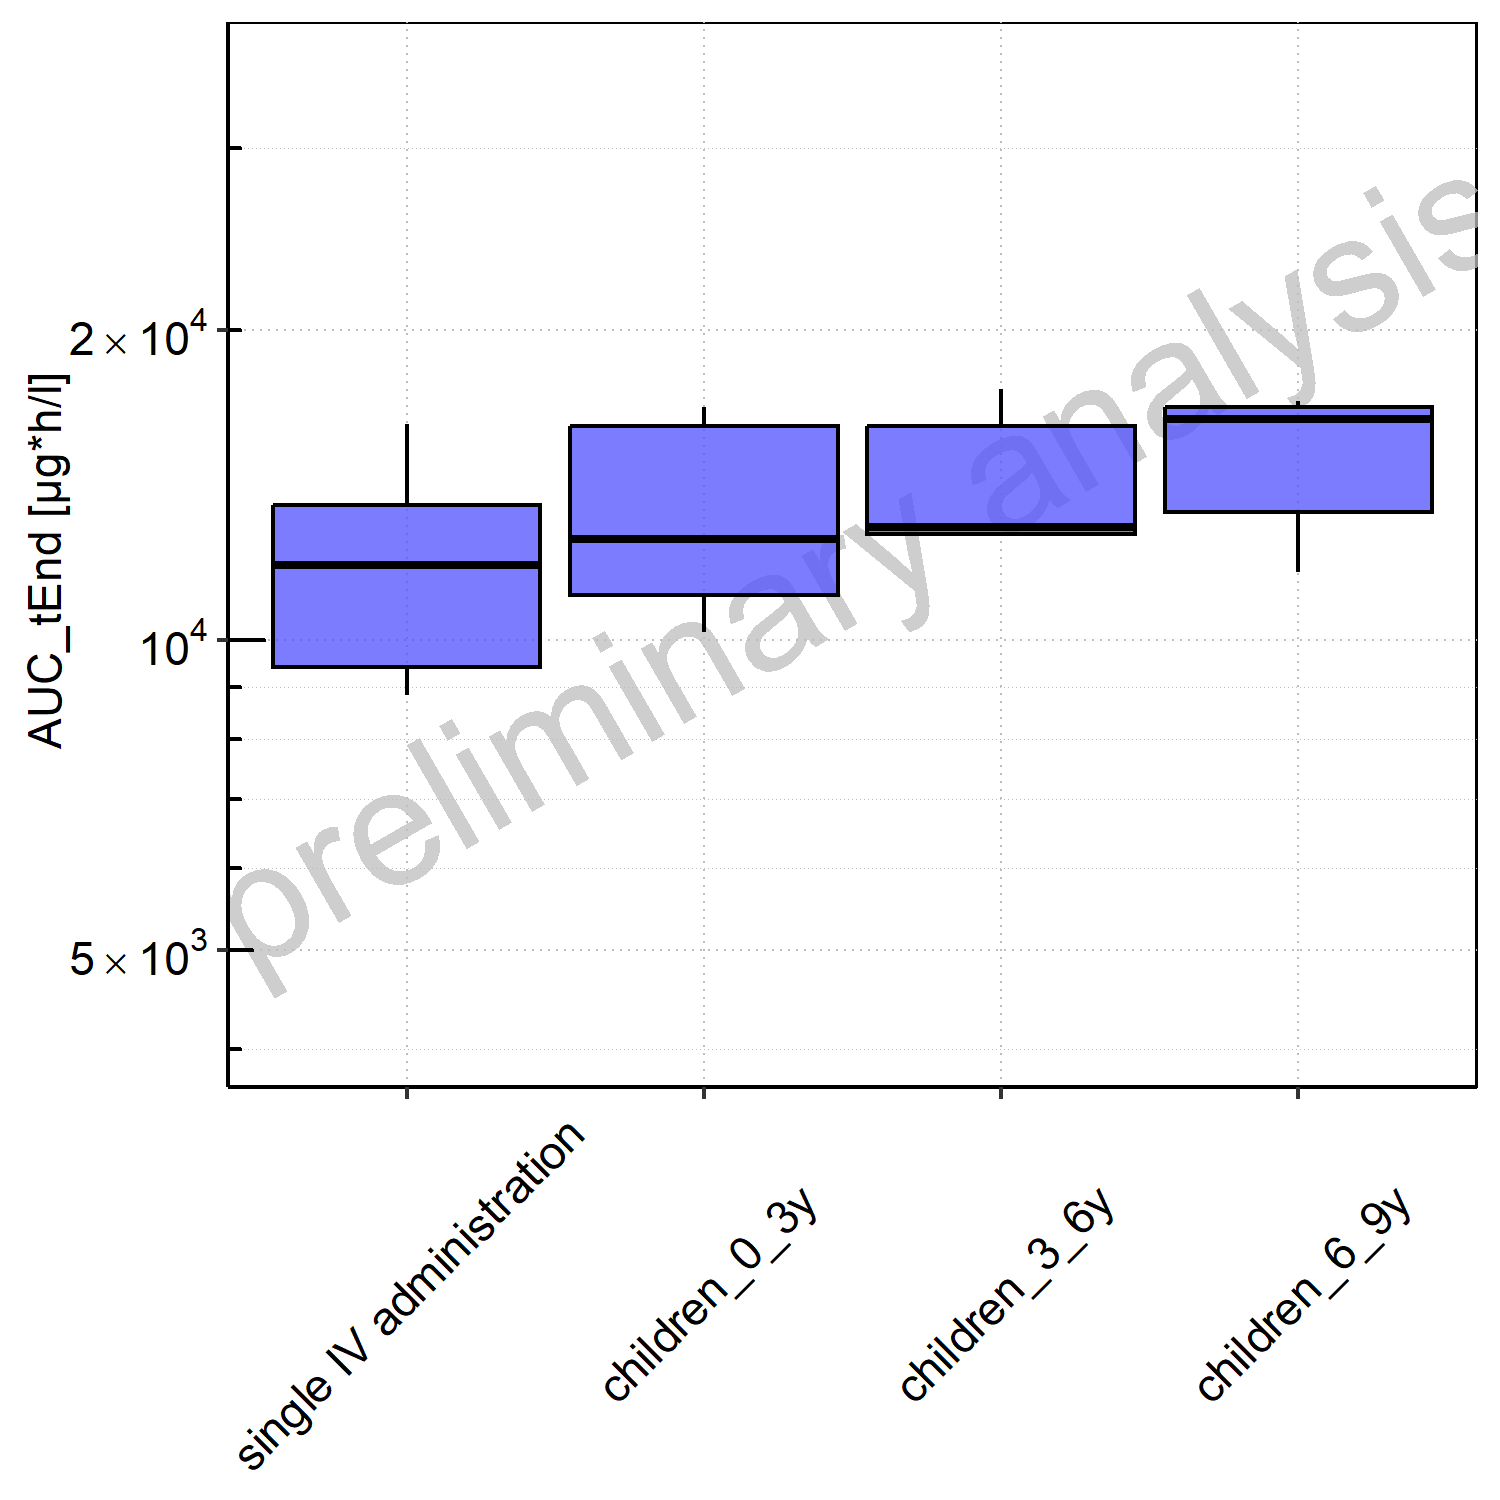 AUC_tEnd [µg*h/l]
2 × 10⁴
10⁴
5 × 10³
preliminary analysis
single IV administration
children_0_3y
children_3_6y
children_6_9y